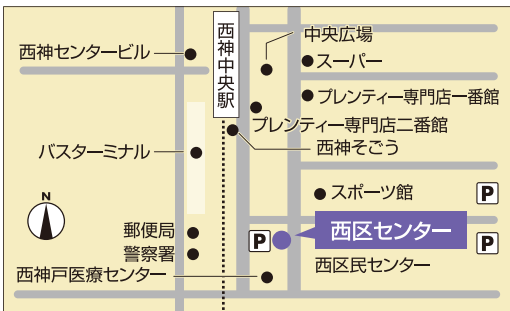 中央広場
西神センタービル
スーパー
西神中央駅
プレンティー専門店一番館
プレンティー専門店二番館
西神そごう
バスターミナル
スポーツ館
P
N
郵便局
西区センター
P
P
警察署
西区民センター
西神戸医療センター